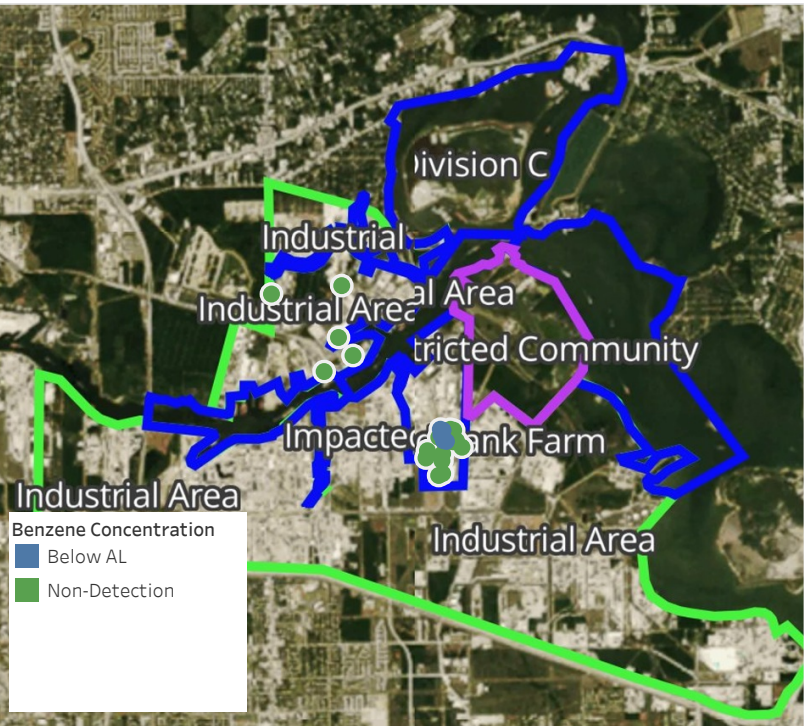 Division C
Industrial
al Area
Industrial Area
tricted Community
Impacted
ank Farm
Industrial Area
Industrial Area
Benzene Concentration
Below AL
Non-Detection